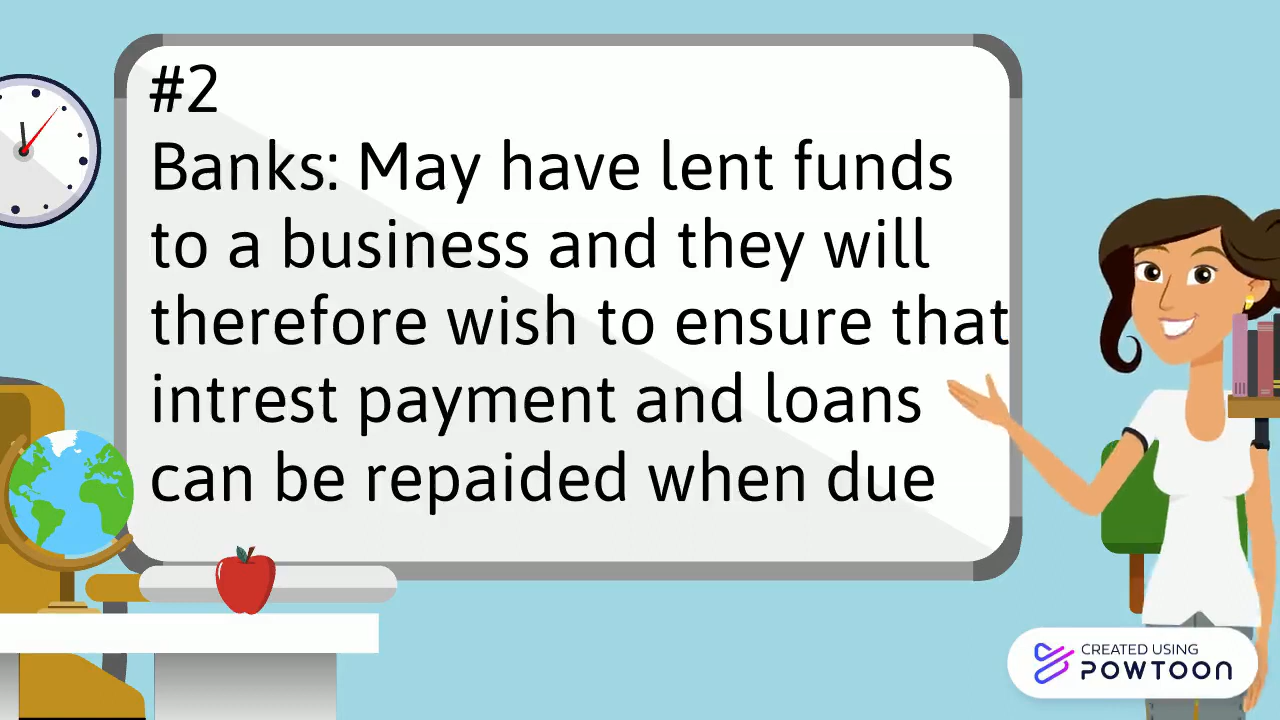 #2
Banks: May have lent funds
to a business and they will
therefore wish to ensure that
intrest payment and loans
can be repaided when due
CREATED USING
POWTOON